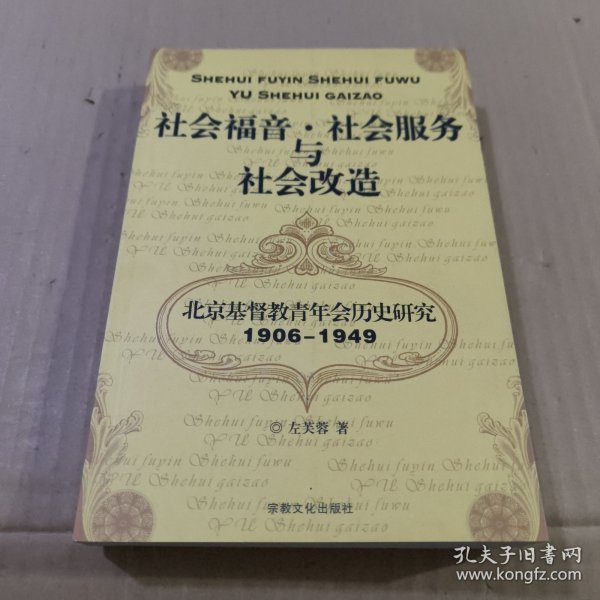 SHEHUI FUYIN SHEHUI FUWU
YU SHEHUI GAIZAO
社会福音·社会服务
与
社会改造
北京基督教青年会历史研究
1906-1949
◎左芙蓉 著
宗教文化出版社
孔夫子旧书网
www.kongfz.com